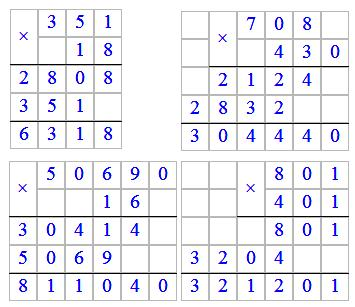 × 3 5 1
1 8
2 8 0 8
3 5 1
6 3 1 8
× 7 0 8
4 3 0
2 1 2 4
2 8 3 2
3 0 4 4 4 0
× 5 0 6 9 0
1 6
3 0 4 1 4
5 0 6 9
8 1 1 0 4 0
× 8 0 1
4 0 1
8 0 1
3 2 0 4
3 2 1 2 0 1